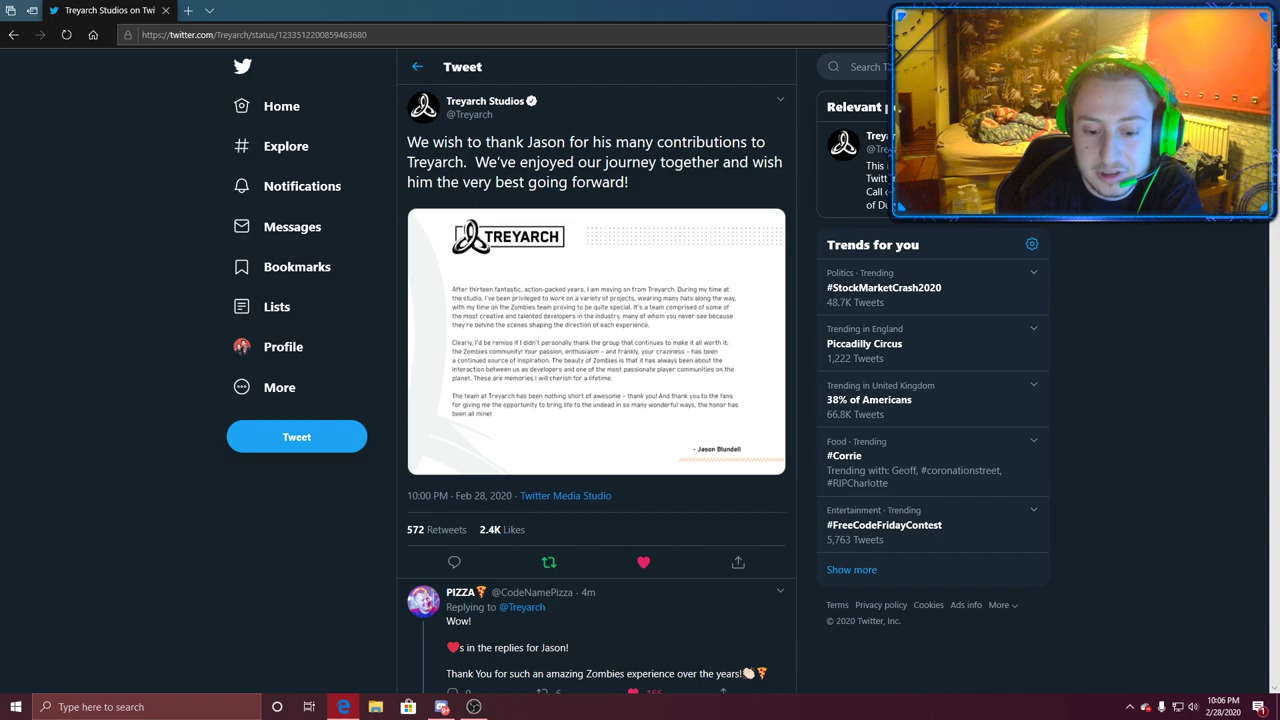 Treyarch Studios on Twi
https://twitter.com/Treyarch/status/
Tweet
Search T
Home
Explore
Notifications
Messages
Bookmarks
Lists
Profile
More
Tweet
Treyarch Studios
@Treyarch
We wish to thank Jason for his many contributions to
Treyarch. We've enjoyed our journey together and wish
him the very best going forward!
TREYARCH
After thirteen fantastic, action-packed years, I am moving on from Treyarch. During my time at
the studio, I've been privileged to work on a variety of projects, wearing many hats along the way,
with my time on the Zombies team proving to be quite special. It's a team comprised of some of
the most creative and talented developers in the industry, many of whom you never see because
they're behind the scenes shaping the direction of each experience.
Clearly, I'd be remiss if I didn't personally thank the group that continues to make it all worth it:
the Zombies community! Your passion, enthusiasm - and frankly, your craziness - has been
a continued source of inspiration. The beauty of Zombies is that it has always been about the
interaction between us as developers and one of the most passionate player communities on the
planet. These are memories I will cherish for a lifetime.
The team at Treyarch has been nothing short of awesome - thank you! And thank you to the fans
for giving me the opportunity to bring life to the undead in so many wonderful ways, the honor has
been all mine!
- Jason Blundell
10:00 PM · Feb 28, 2020 · Twitter Media Studio
572 Retweets 2.4K Likes
PIZZA🍕 @CodeNamePizza · 4m
Replying to @Treyarch
Wow!
❤️s in the replies for Jason!
Thank You for such an amazing Zombies experience over the years!👏🏻🍕
166
Relevant p
Trey
@Tre
This i
Twitt
Call o
of Du
Trends for you
Politics · Trending
#StockMarketCrash2020
48.7K Tweets
Trending in England
Piccadilly Circus
1,222 Tweets
Trending in United Kingdom
38% of Americans
66.8K Tweets
Food · Trending
#Corrie
Trending with: Geoff, #coronationstreet,
#RIPCharlotte
Entertainment · Trending
#FreeCodeFridayContest
5,763 Tweets
Show more
Terms Privacy policy Cookies Ads info More
© 2020 Twitter, Inc.
Type here to search
10:06 PM
2/28/2020